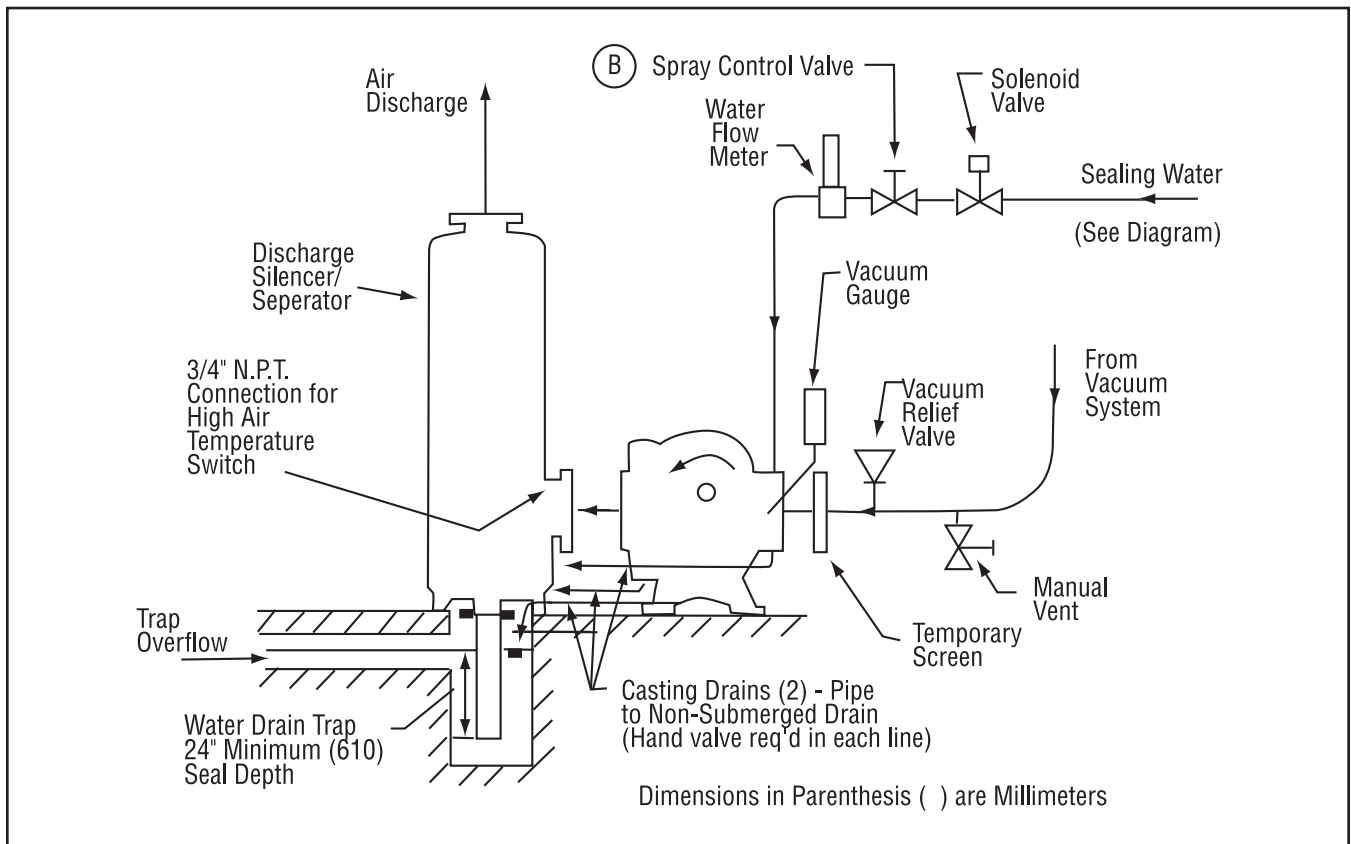 B Spray Control Valve
Air
Discharge
Solenoid
Valve
Water
Flow
Meter
Sealing Water
(See Diagram)
Discharge
Silencer/
Seperator
Vacuum
Gauge
3/4" N.P.T.
Connection for
High Air
Temperature
Switch
From
Vacuum
System
Vacuum
Relief
Valve
Manual
Vent
Temporary
Screen
Trap
Overflow
Water Drain Trap
24" Minimum (610)
Seal Depth
Casting Drains (2) - Pipe
to Non-Submerged Drain
(Hand valve req'd in each line)
Dimensions in Parenthesis ( ) are Millimeters